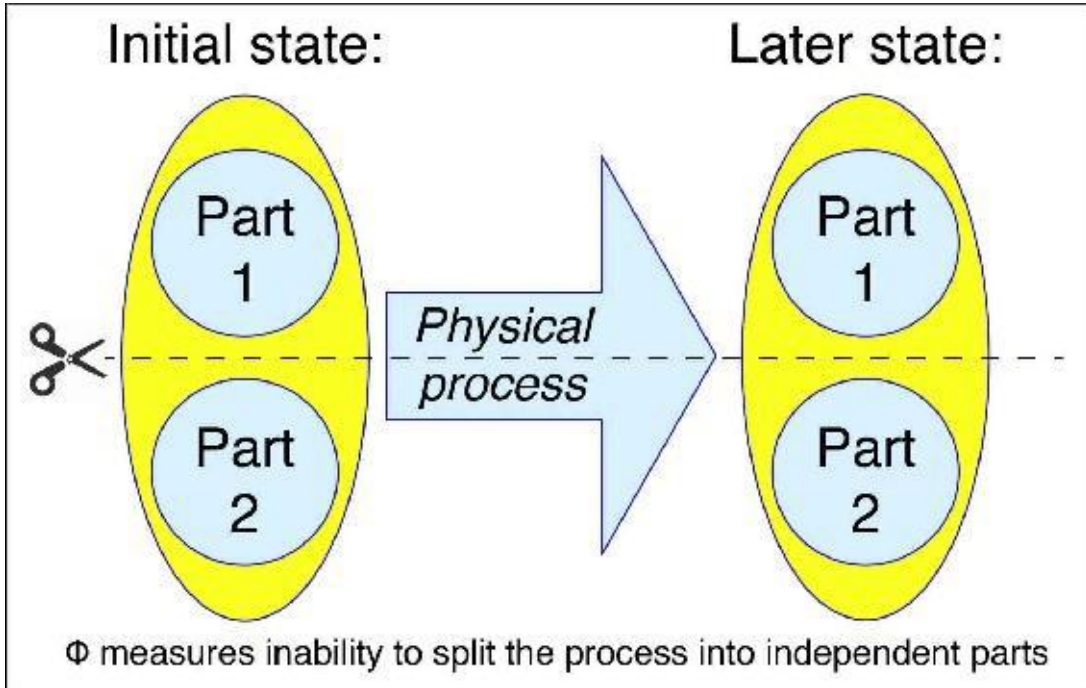 Initial state:
Later state:
Part
1
Part
1
Physical
process
Part
2
Part
2
Φ measures inability to split the process into independent parts